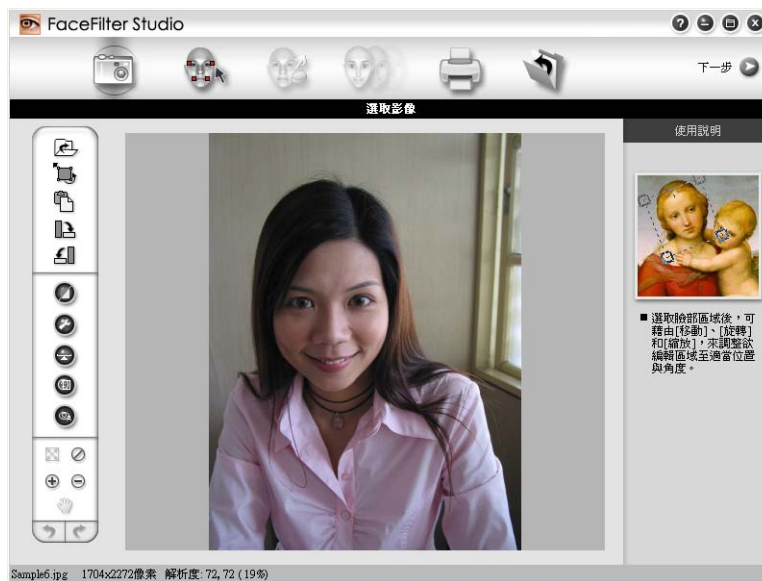 FaceFilter Studio
下一步
選取影像
使用說明
■ 選取臉部區域後，可
藉由[移動]、[旋轉]
和[縮放]，來調整欲
編輯區域至適當位置
與角度。
Sample6.jpg 1704x2272像素 解析度: 72, 72 ( 19%)